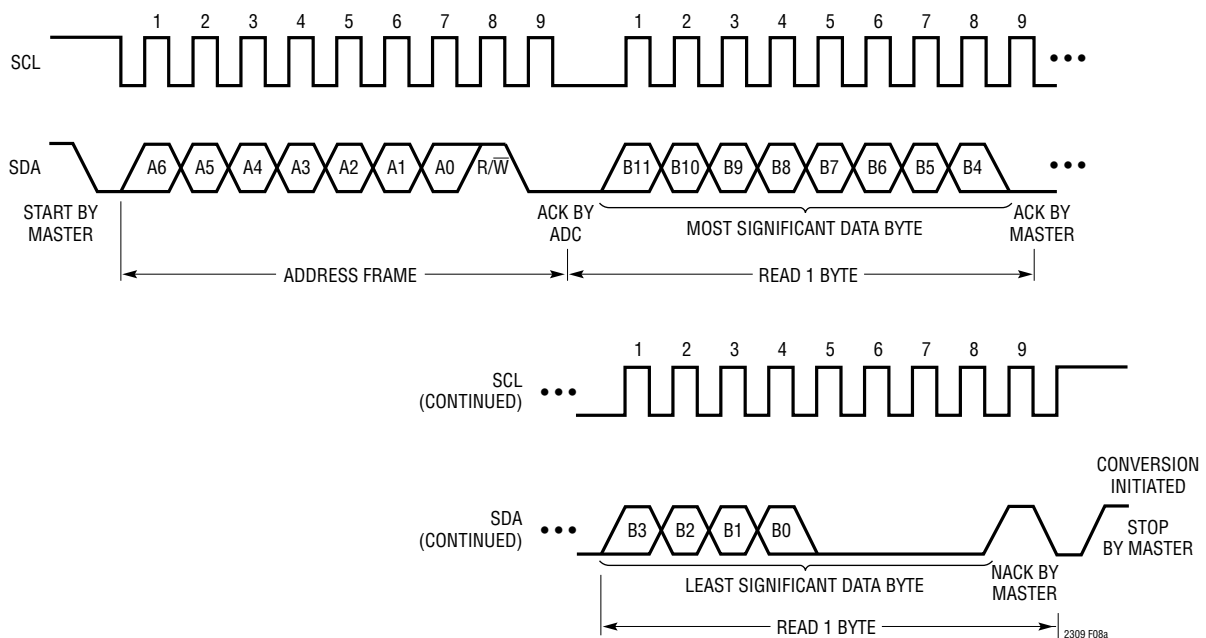 1 2 3 4 5 6 7 8 9 1 2 3 4 5 6 7 8 9
SCL
•••
SDA
A6 A5 A4 A3 A2 A1 A0 R/W̅ B11 B10 B9 B8 B7 B6 B5 B4
•••
START BY
MASTER
ACK BY
ADC
MOST SIGNIFICANT DATA BYTE
ACK BY
MASTER
ADDRESS FRAME
READ 1 BYTE
1 2 3 4 5 6 7 8 9
SCL
(CONTINUED)
•••
CONVERSION
INITIATED
SDA
(CONTINUED)
•••
B3 B2 B1 B0
STOP
BY MASTER
LEAST SIGNIFICANT DATA BYTE
NACK BY
MASTER
READ 1 BYTE
2309 F08a